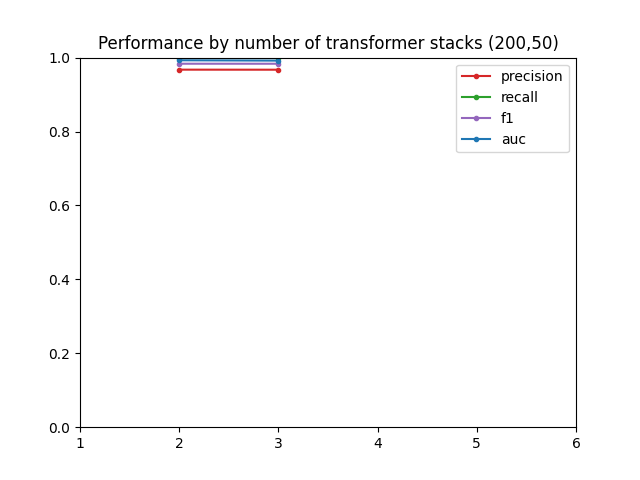 Performance by number of transformer stacks (200,50)
1.0
0.8
0.6
0.4
0.2
0.0
precision
recall
f1
auc
1 2 3 4 5 6